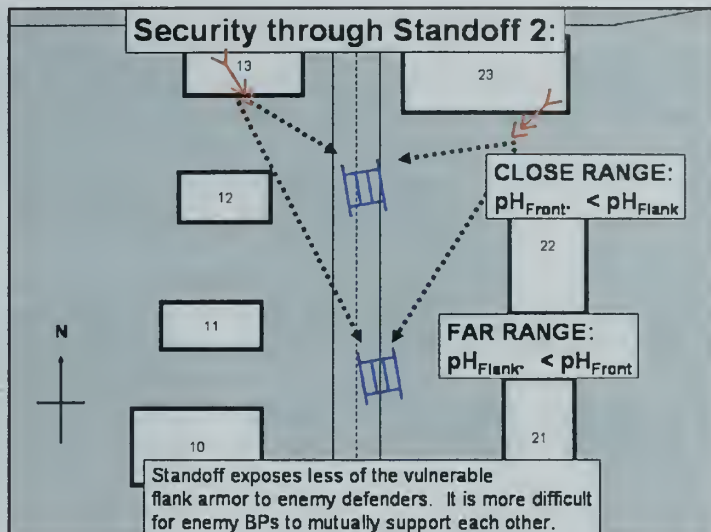 Security through Standoff 2:
13
23
CLOSE RANGE:
pHFront. < pHFlank
12
22
11
N
FAR RANGE:
pHFlank. < pHFront
10
21
Standoff exposes less of the vulnerable
flank armor to enemy defenders. It is more difficult
for enemy BPs to mutually support each other.